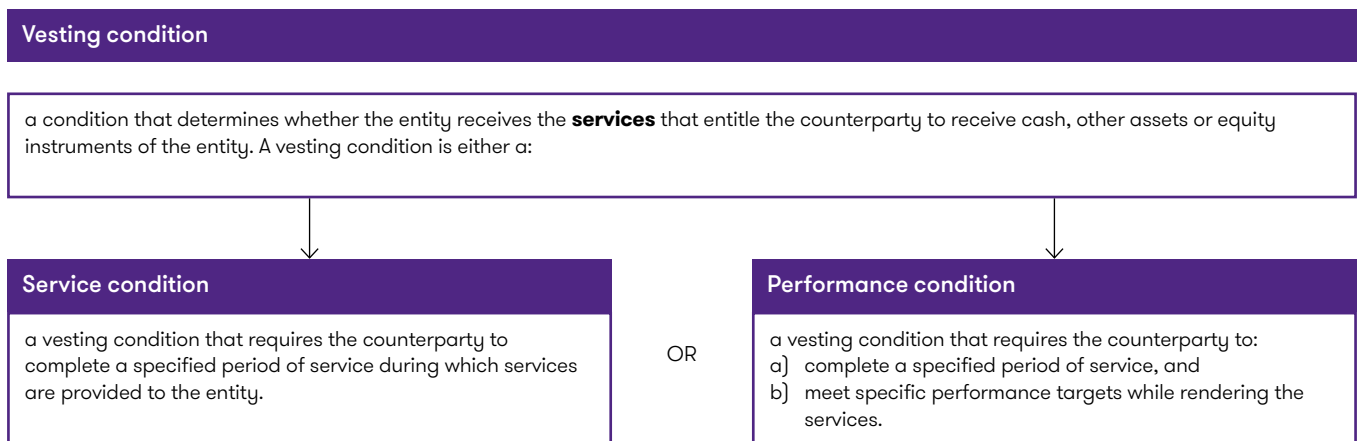 Vesting condition
a condition that determines whether the entity receives the services that entitle the counterparty to receive cash, other assets or equity
instruments of the entity. A vesting condition is either a:
Service condition
a vesting condition that requires the counterparty to
complete a specified period of service during which services
are provided to the entity.
OR
Performance condition
a vesting condition that requires the counterparty to:
a) complete a specified period of service, and
b) meet specific performance targets while rendering the
services.